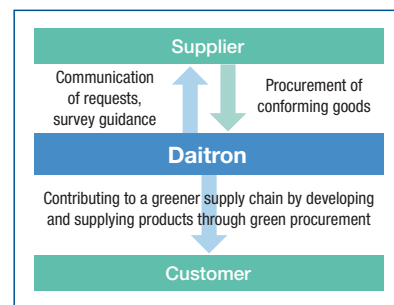 Supplier
Communication
of requests,
survey guidance
Procurement of
conforming goods
Daitron
Contributing to a greener supply chain by developing
and supplying products through green procurement
Customer